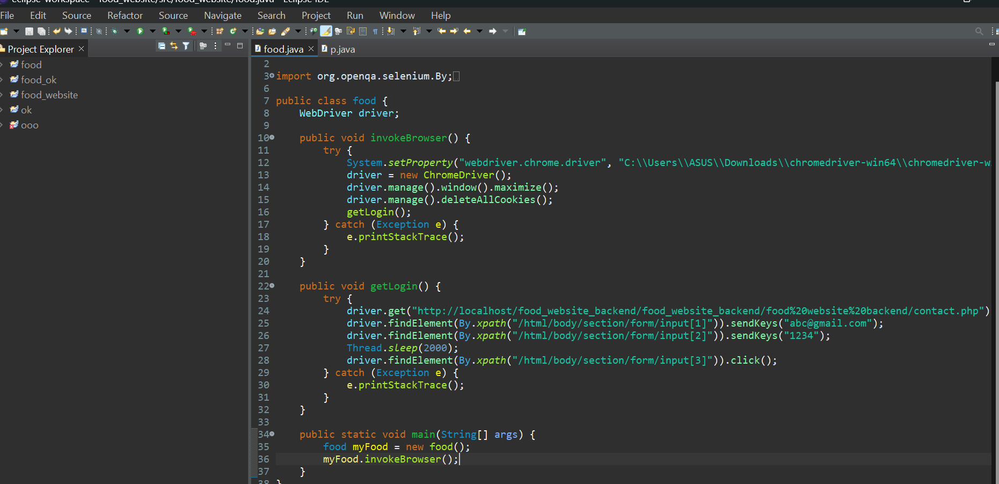 eclipse-workspace - food_website/src/food_website/food.java - Eclipse IDE
File Edit Source Refactor Source Navigate Search Project Run Window Help
Project Explorer
food.java
p.java
food
food_ok
food_website
ok
ooo
2
3 import org.openqa.selenium.By;
6
7 public class food {
8 WebDriver driver;
9
10 public void invokeBrowser() {
11 try {
12 System.setProperty("webdriver.chrome.driver", "C:\\Users\\ASUS\\Downloads\\chromedriver-win64\\chromedriver-w
13 driver = new ChromeDriver();
14 driver.manage().window().maximize();
15 driver.manage().deleteAllCookies();
16 getLogin();
17 } catch (Exception e) {
18 e.printStackTrace();
19 }
20 }
21
22 public void getLogin() {
23 try {
24 driver.get("http://localhost/food_website_backend/food_website_backend/food%20website%20backend/contact.php")
25 driver.findElement(By.xpath("/html/body/section/form/input[1]")).sendKeys("abc@gmail.com");
26 driver.findElement(By.xpath("/html/body/section/form/input[2]")).sendKeys("1234");
27 Thread.sleep(2000);
28 driver.findElement(By.xpath("/html/body/section/form/input[3]")).click();
29 } catch (Exception e) {
30 e.printStackTrace();
31 }
32 }
33
34 public static void main(String[] args) {
35 food myFood = new food();
36 myFood.invokeBrowser();
37 }
38 }